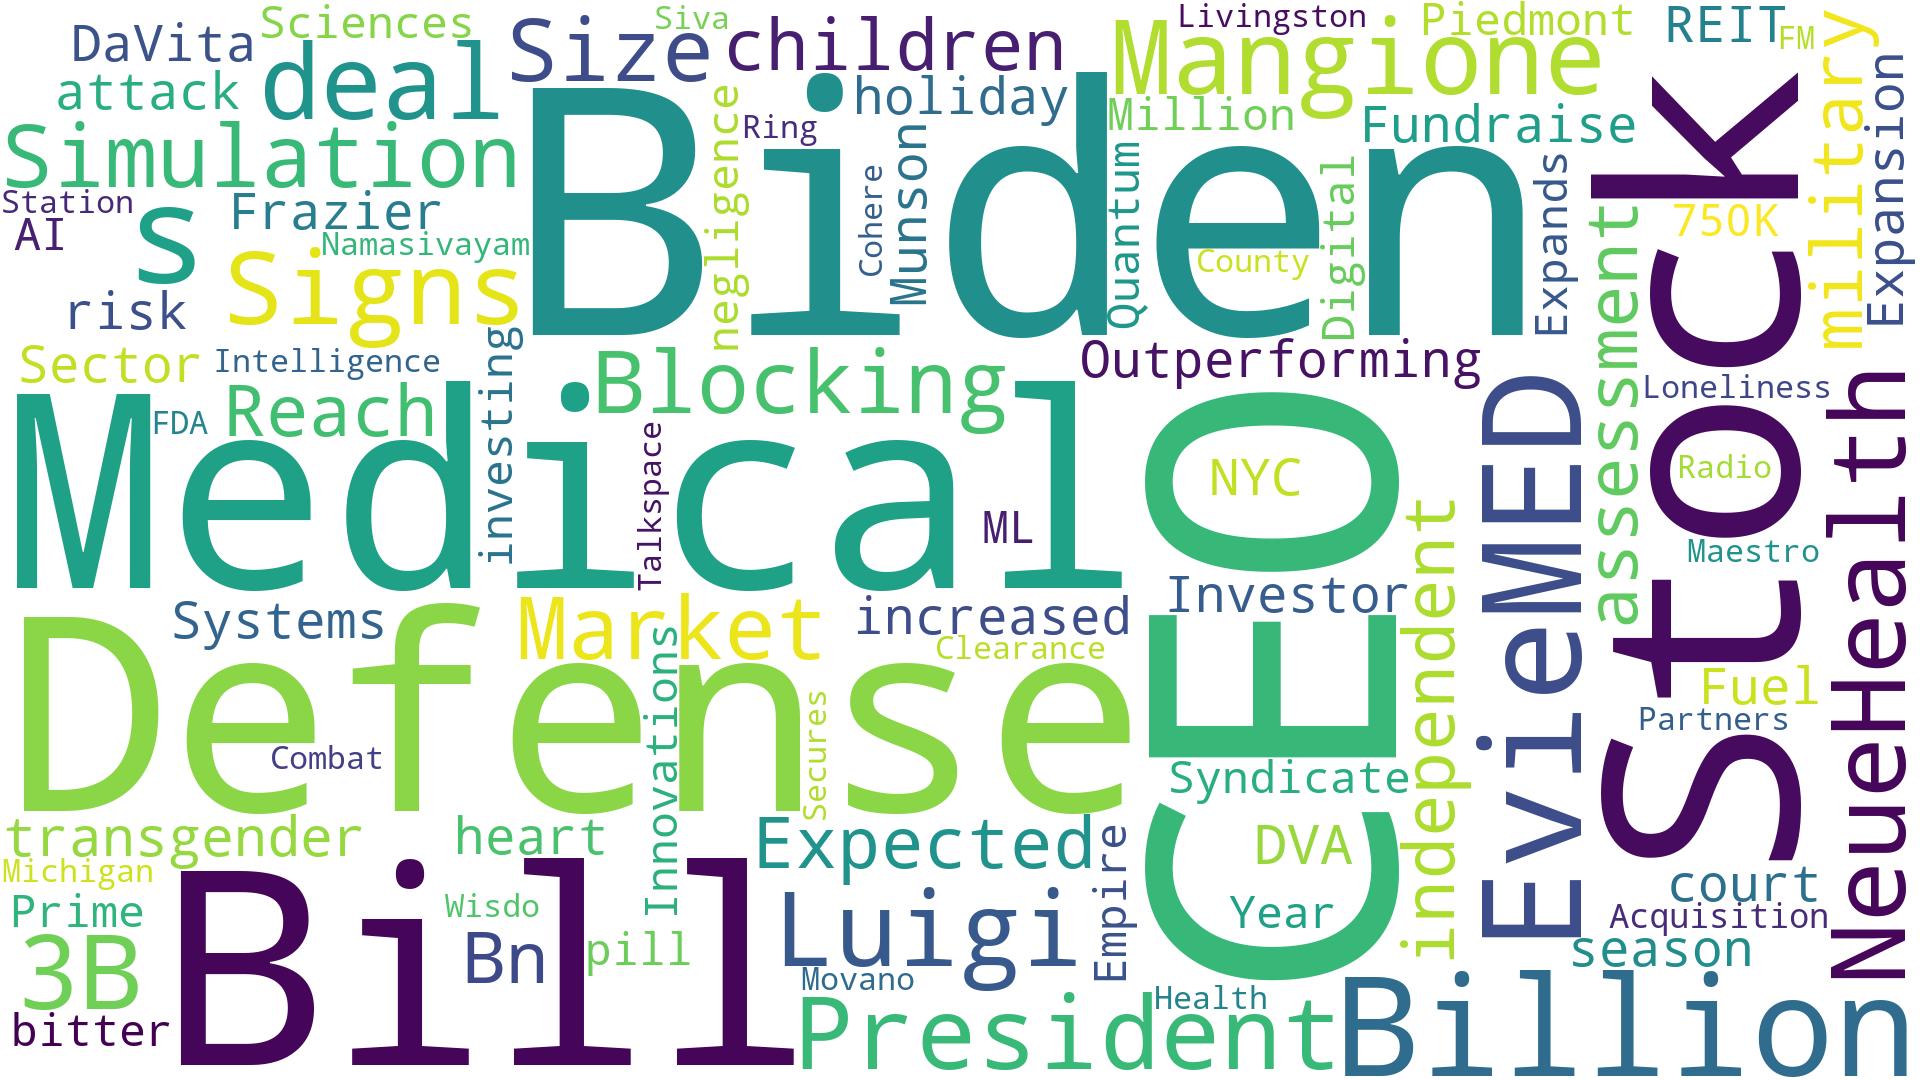 DaVita
Sciences
Siva
Size
children
Livingston
Mangione
Piedmont
REIT
FM
attack
deal
holiday
Million
Fundraise
military
Expansion
Simulation
Biden
negligence
Ring
Cohere
Munson
Quantum
County
Digital
Expands
Stock
Station
AI
s
Frazier
Namasivayam
750K
risk
Signs
assessment
Sector
Intelligence
investing
Blocking
Outperforming
Loneliness
NeueHealth
FDA
Reach
Medical
Talkspace
ML
CEO
NYC
independent
EvieMED
Radio
Maestro
Systems
Market
increased
Investor
Clearance
Fuel
Partners
Defense
Combat
Innovations
Secures
Syndicate
transgender
heart
Expected
Empire
DVA
court
Michigan
Prime
Bill
Wisdo
Luigi
Year
Acquisition
season
3B
Bn
pill
Movano
Health
bitter
President
Billion